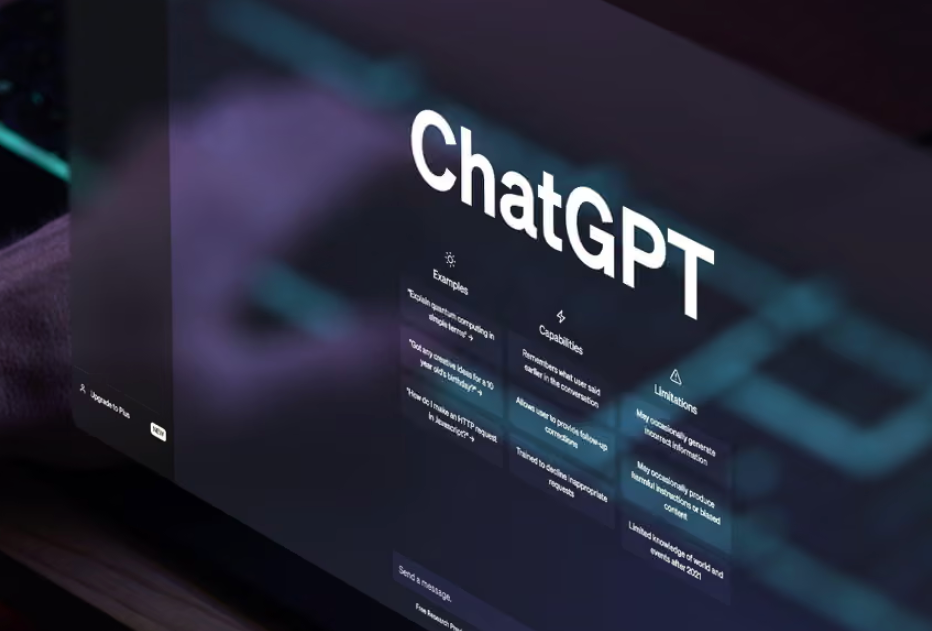 ChatGPT
Examples
"Explain quantum computing in
simple terms" →
"Got any creative ideas for a 10
year old's birthday?" →
"How do I make an HTTP request
in Javascript?" →
Capabilities
Remembers what user said
earlier in the conversation
Allows user to provide follow-up
corrections
Trained to decline inappropriate
requests
Limitations
May occasionally generate
incorrect information
May occasionally produce
harmful instructions or biased
content
Limited knowledge of world and
events after 2021
Upgrade to Plus
NEW
Send a message.
Free Research